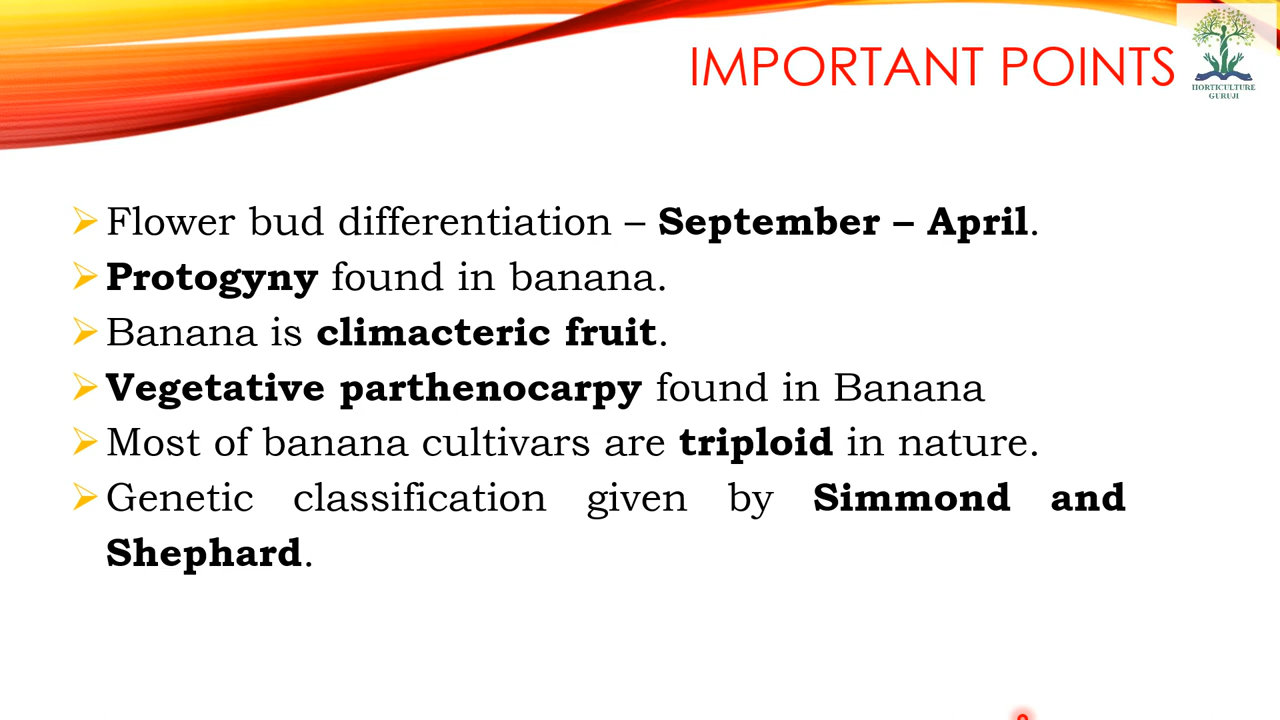 IMPORTANT POINTS
HORTICULTURE
GURUJI
➢Flower bud differentiation – September – April.
➢Protogyny found in banana.
➢Banana is climacteric fruit.
➢Vegetative parthenocarpy found in Banana
➢Most of banana cultivars are triploid in nature.
➢Genetic classification given by Simmond and
Shephard.